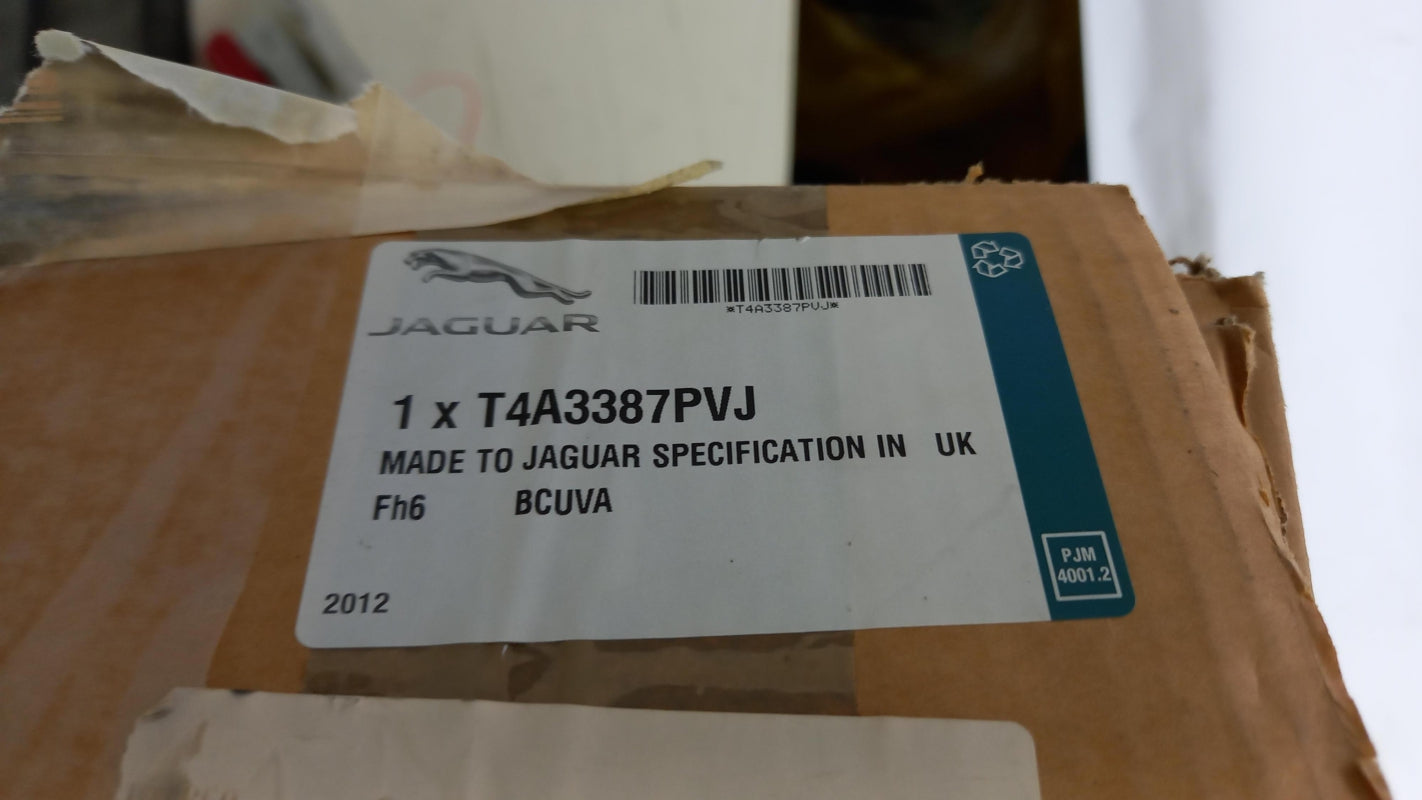 JAGUAR
*T4A3387PVJ*
1 x T4A3387PVJ
MADE TO JAGUAR SPECIFICATION IN UK
Fh6 BCUVA
2012
PJM
4001.2